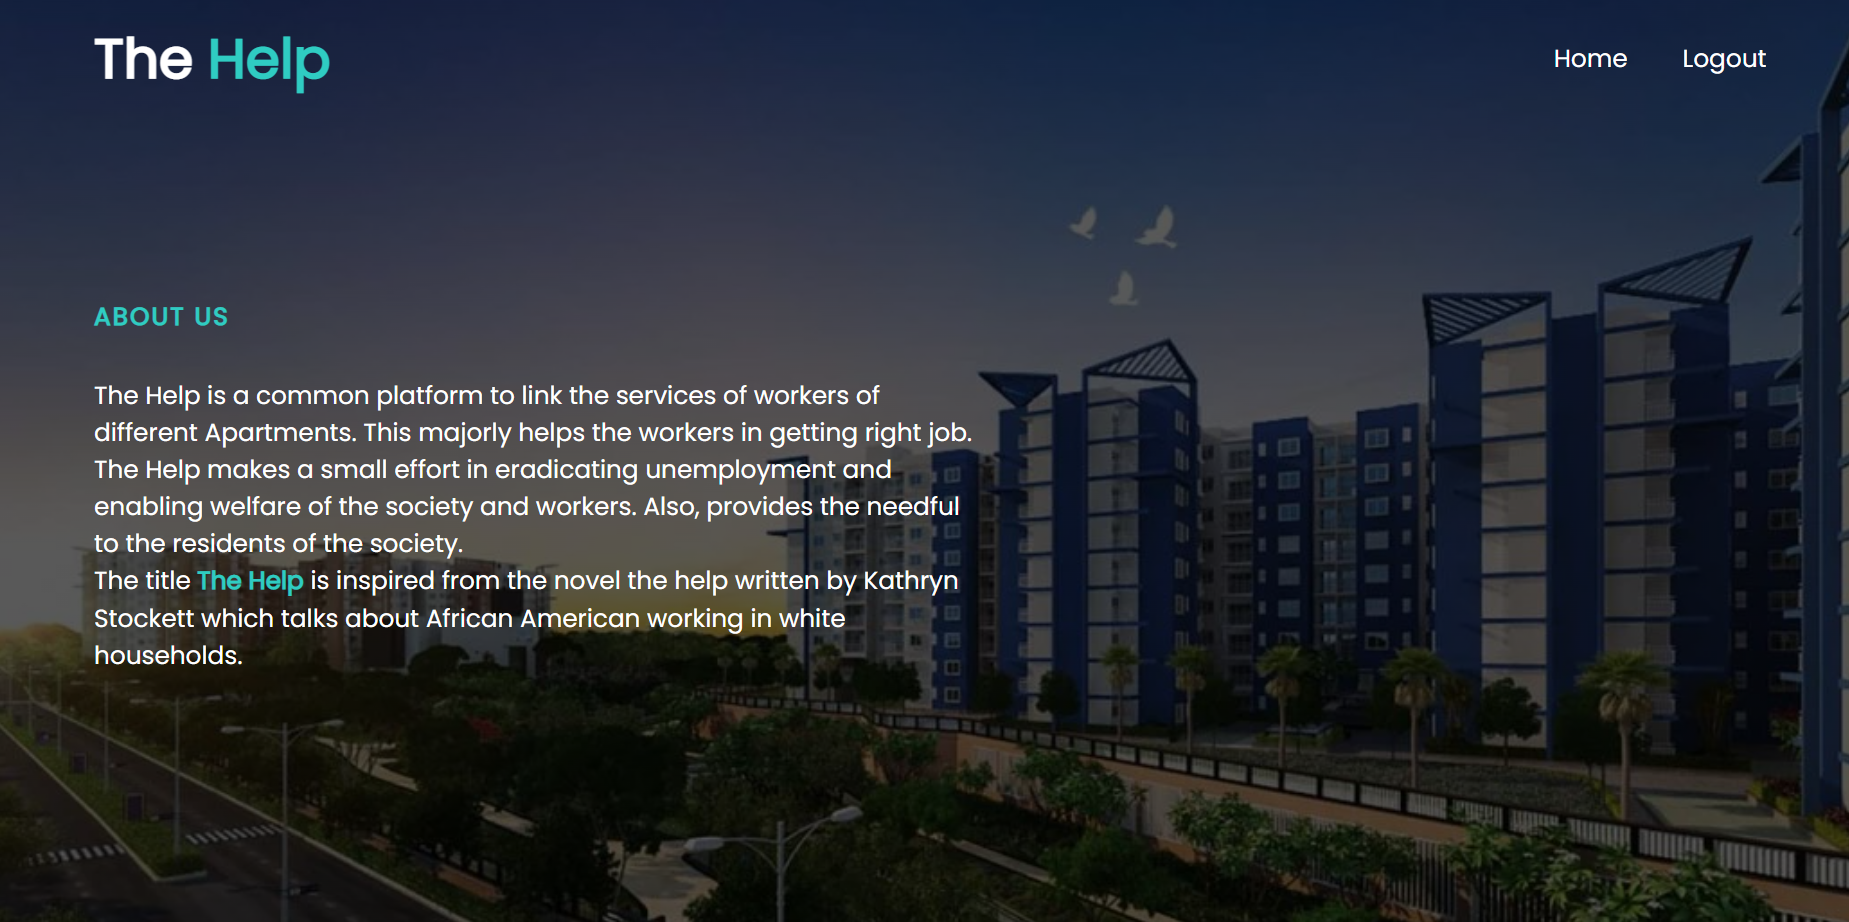 The Help
Home
Logout
ABOUT US
The Help is a common platform to link the services of workers of
different Apartments. This majorly helps the workers in getting right job.
The Help makes a small effort in eradicating unemployment and
enabling welfare of the society and workers. Also, provides the needful
to the residents of the society.
The title The Help is inspired from the novel the help written by Kathryn
Stockett which talks about African American working in white
households.